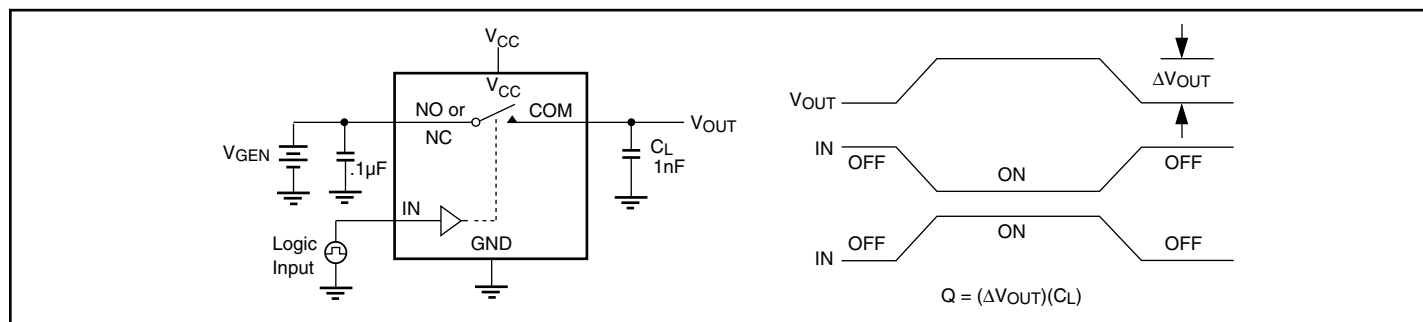 VCC
VCC
NO or
NC
COM
VOUT
VGEN
.1µF
CL
1nF
IN
Logic
Input
GND
VOUT
ΔVOUT
IN
OFF
ON
OFF
IN
OFF
ON
OFF
Q = (ΔVOUT)(CL)